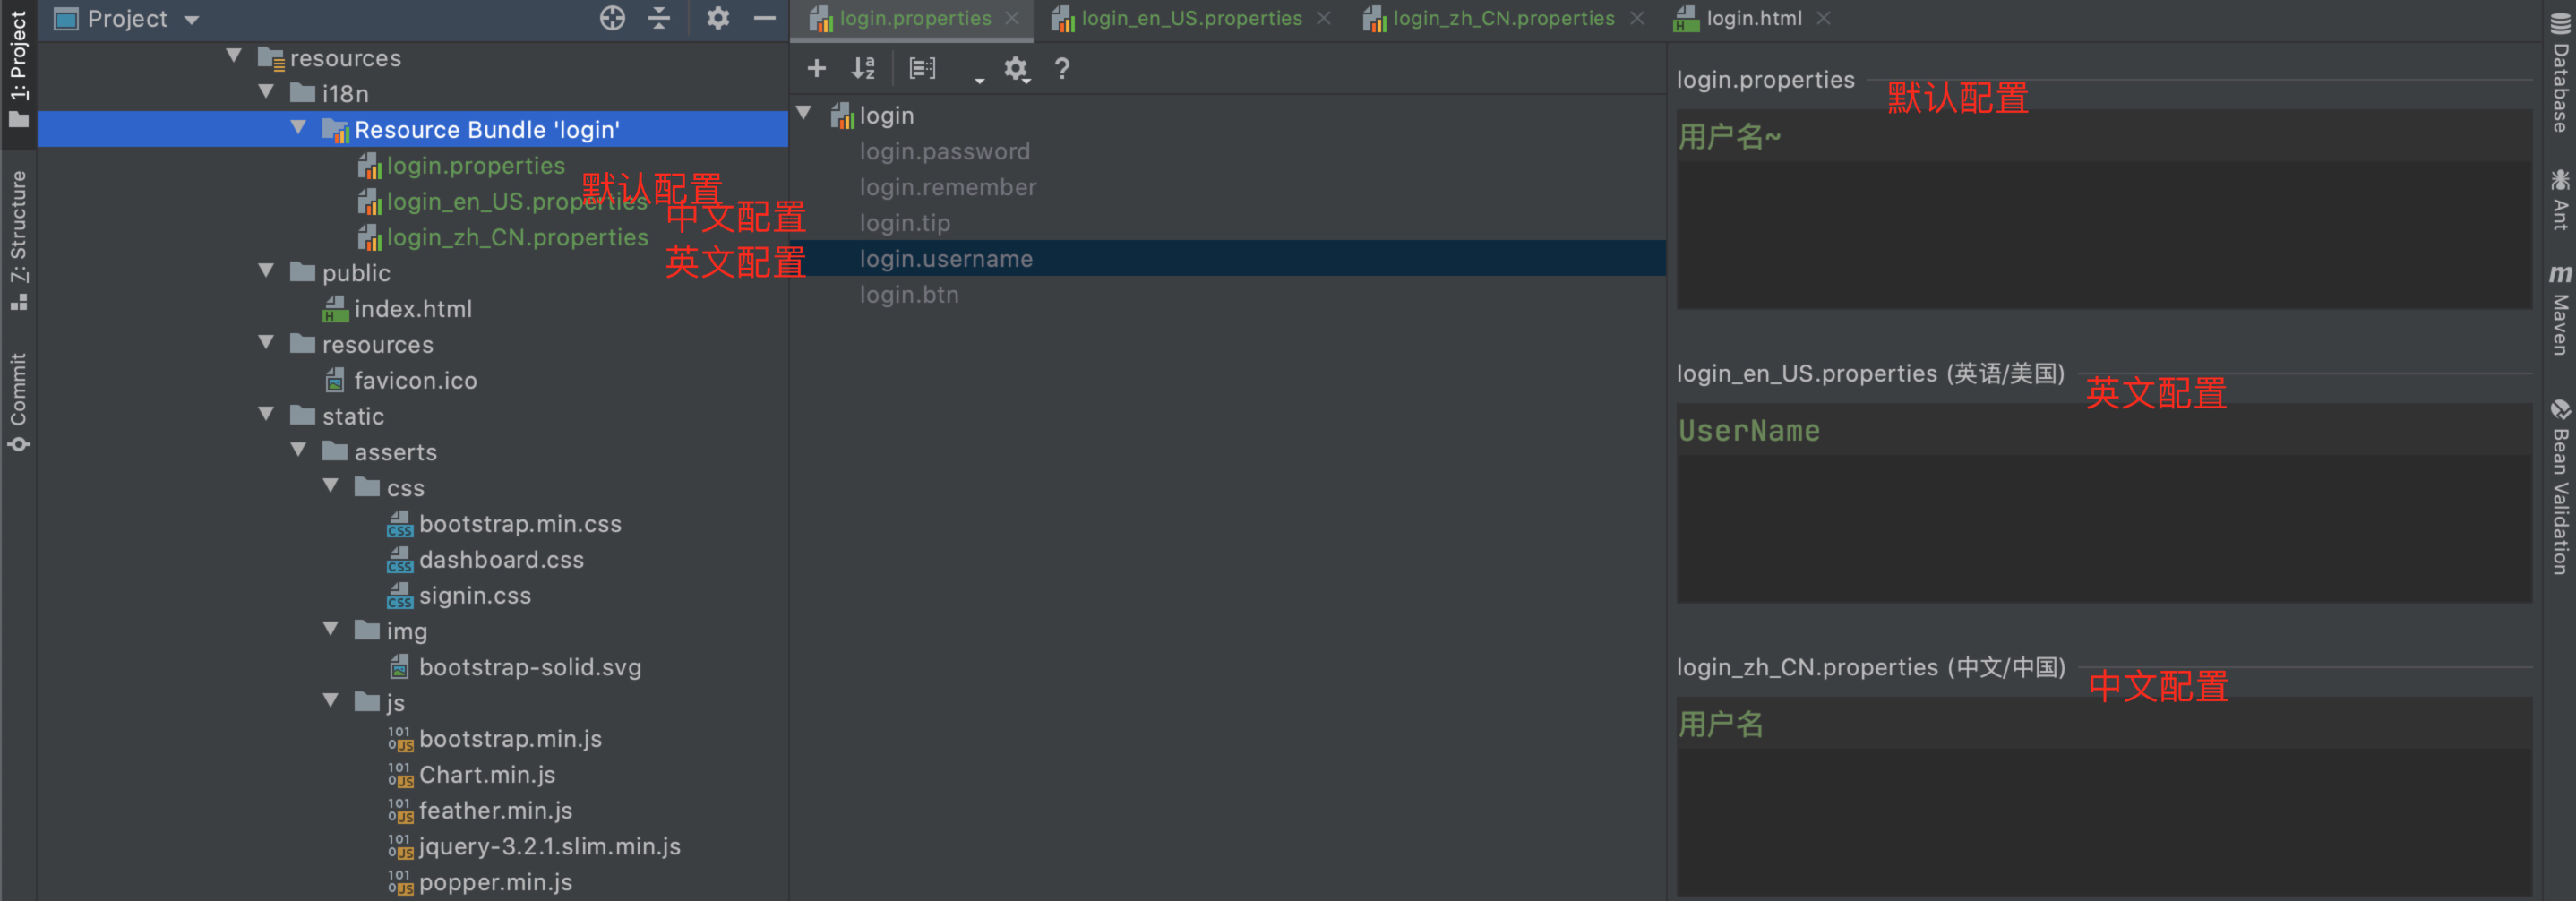 1: Project
Z: Structure
Commit
Project
resources
i18n
Resource Bundle 'login'
login.properties
默认配置
login_en_US.properties
中文配置
login_zh_CN.properties
英文配置
public
index.html
resources
favicon.ico
static
asserts
css
bootstrap.min.css
dashboard.css
signin.css
img
bootstrap-solid.svg
js
bootstrap.min.js
Chart.min.js
feather.min.js
jquery-3.2.1.slim.min.js
popper.min.js
login.properties
login_en_US.properties
login_zh_CN.properties
login.html
login
login.password
login.remember
login.tip
login.username
login.btn
login.properties
默认配置
用户名~
login_en_US.properties (英语/美国)
英文配置
UserName
login_zh_CN.properties (中文/中国)
中文配置
用户名
Database
Ant
Maven
Bean Validation